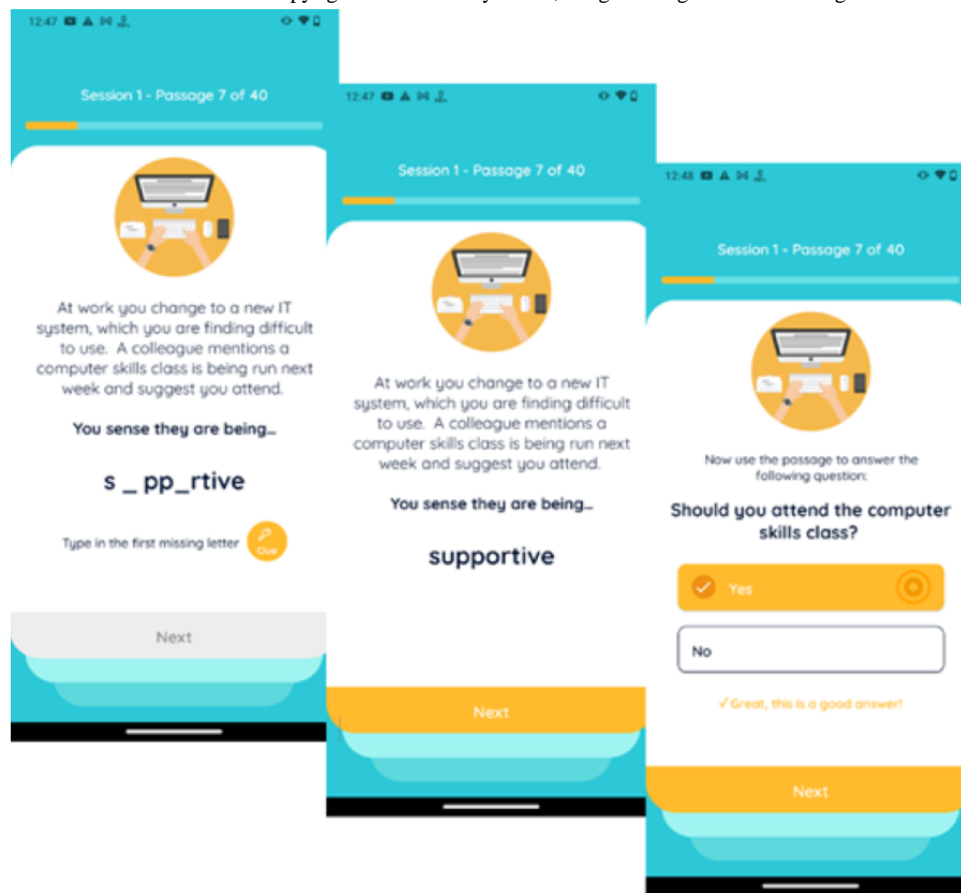 12:47
Session 1 - Passage 7 of 40
At work you change to a new IT
system, which you are finding difficult
to use. A colleague mentions a
computer skills class is being run next
week and suggest you attend.
You sense they are being...
s _ pp_rtive
Type in the first missing letter
Clue
Next
12:47
Session 1 - Passage 7 of 40
At work you change to a new IT
system, which you are finding difficult
to use. A colleague mentions a
computer skills class is being run next
week and suggest you attend.
You sense they are being...
supportive
Next
12:48
Session 1 - Passage 7 of 40
Now use the passage to answer the
following question:
Should you attend the computer
skills class?
Yes
No
✓Great, this is a good answer!
Next